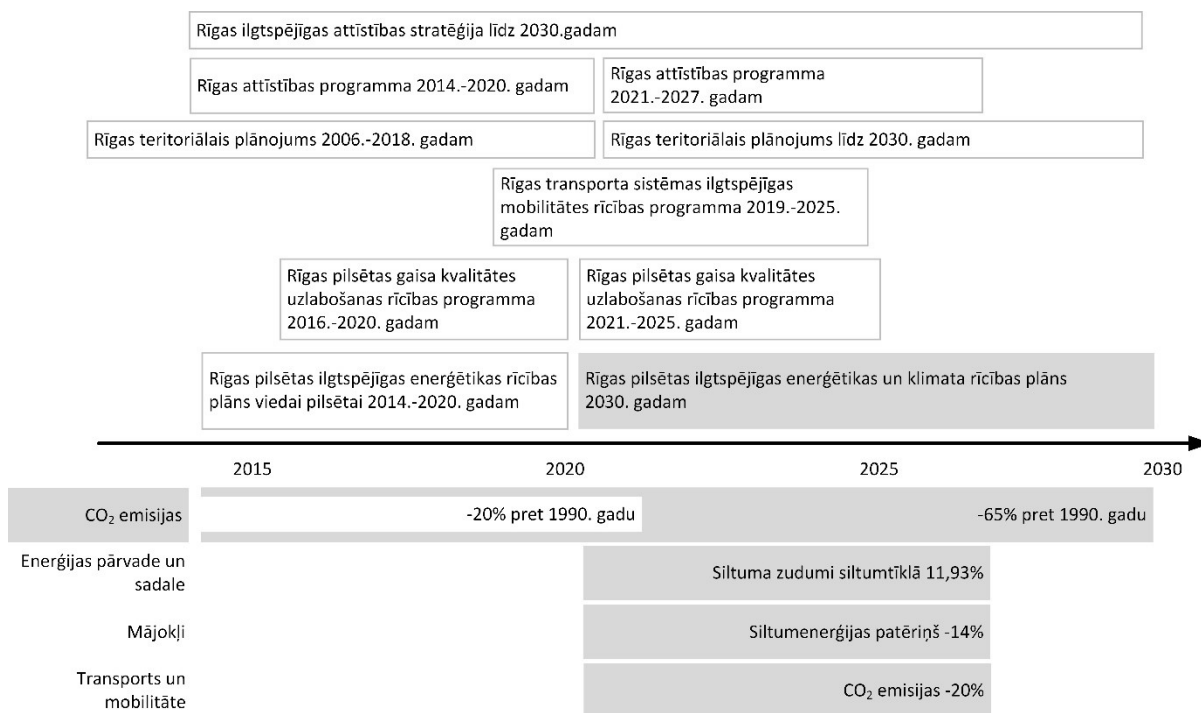 Rīgas ilgtspējīgas attīstības stratēģija līdz 2030.gadam
Rīgas attīstības programma 2014.-2020. gadam
Rīgas attīstības programma
2021.-2027. gadam
Rīgas teritoriālais plānojums 2006.-2018. gadam
Rīgas teritoriālais plānojums līdz 2030. gadam
Rīgas transporta sistēmas ilgtspējīgas
mobilitātes rīcības programma 2019.-2025.
gadam
Rīgas pilsētas gaisa kvalitātes
uzlabošanas rīcības programma
2016.-2020. gadam
Rīgas pilsētas gaisa kvalitātes
uzlabošanas rīcības programma
2021.-2025. gadam
Rīgas pilsētas ilgtspējīgas enerģētikas rīcības
plāns viedai pilsētai 2014.-2020. gadam
Rīgas pilsētas ilgtspējīgas enerģētikas un klimata rīcības plāns
2030. gadam
2015 2020 2025 2030
CO₂ emisijas
-20% pret 1990. gadu
-65% pret 1990. gadu
Enerģijas pārvade un
sadale
Siltuma zudumi siltumtīklā 11,93%
Mājokļi
Siltumenerģijas patēriņš -14%
Transports un
mobilitāte
CO₂ emisijas -20%